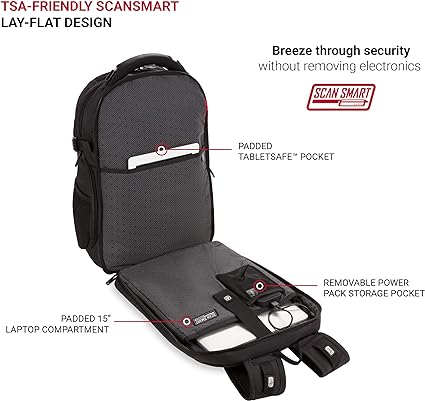 TSA-FRIENDLY SCANSMART
LAY-FLAT DESIGN
Breeze through security
without removing electronics
SCAN SMART
PADDED
TABLETSAFE™ POCKET
REMOVABLE POWER
PACK STORAGE POCKET
PADDED 15"
LAPTOP COMPARTMENT